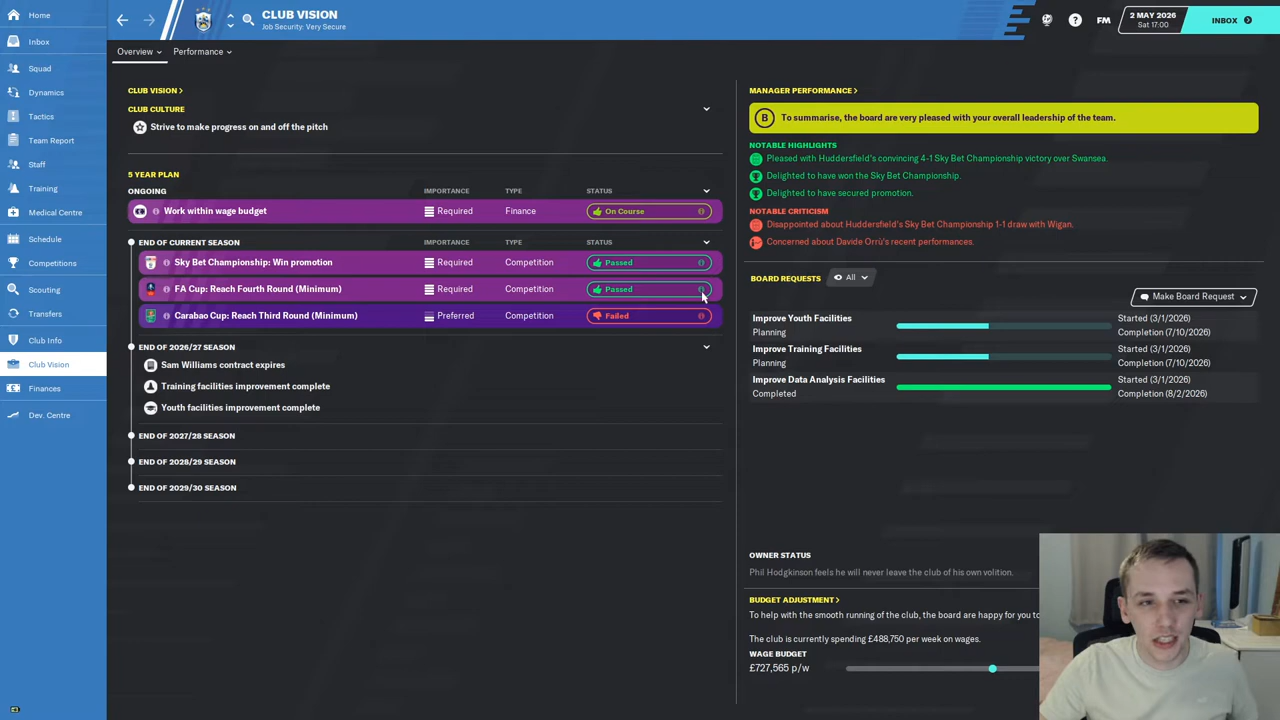 Home
CLUB VISION
Job Security: Very Secure
FM
2 MAY 2026
Sat 17:00
INBOX
Inbox
Squad
Dynamics
Tactics
Team Report
Staff
Training
Medical Centre
Schedule
Competitions
Scouting
Transfers
Club Info
Club Vision
Finances
Dev. Centre
Overview
Performance
CLUB VISION >
CLUB CULTURE
Strive to make progress on and off the pitch
5 YEAR PLAN
ONGOING IMPORTANCE TYPE STATUS
Work within wage budget Required Finance On Course
END OF CURRENT SEASON IMPORTANCE TYPE STATUS
Sky Bet Championship: Win promotion Required Competition Passed
FA Cup: Reach Fourth Round (Minimum) Required Competition Passed
Carabao Cup: Reach Third Round (Minimum) Preferred Competition Failed
END OF 2026/27 SEASON
Sam Williams contract expires
Training facilities improvement complete
Youth facilities improvement complete
END OF 2027/28 SEASON
END OF 2028/29 SEASON
END OF 2029/30 SEASON
MANAGER PERFORMANCE >
B To summarise, the board are very pleased with your overall leadership of the team.
NOTABLE HIGHLIGHTS
Pleased with Huddersfield's convincing 4-1 Sky Bet Championship victory over Swansea.
Delighted to have won the Sky Bet Championship.
Delighted to have secured promotion.
NOTABLE CRITICISM
Disappointed about Huddersfield's Sky Bet Championship 1-1 draw with Wigan.
Concerned about Davide Orrù's recent performances.
BOARD REQUESTS All
Make Board Request
Improve Youth Facilities Started (3/1/2026)
Planning Completion (7/10/2026)
Improve Training Facilities Started (3/1/2026)
Planning Completion (7/10/2026)
Improve Data Analysis Facilities Started (3/1/2026)
Completed Completion (8/2/2026)
OWNER STATUS
Phil Hodgkinson feels he will never leave the club of his own volition.
BUDGET ADJUSTMENT >
To help with the smooth running of the club, the board are happy for you to
The club is currently spending £488,750 per week on wages.
WAGE BUDGET
£727,565 p/w